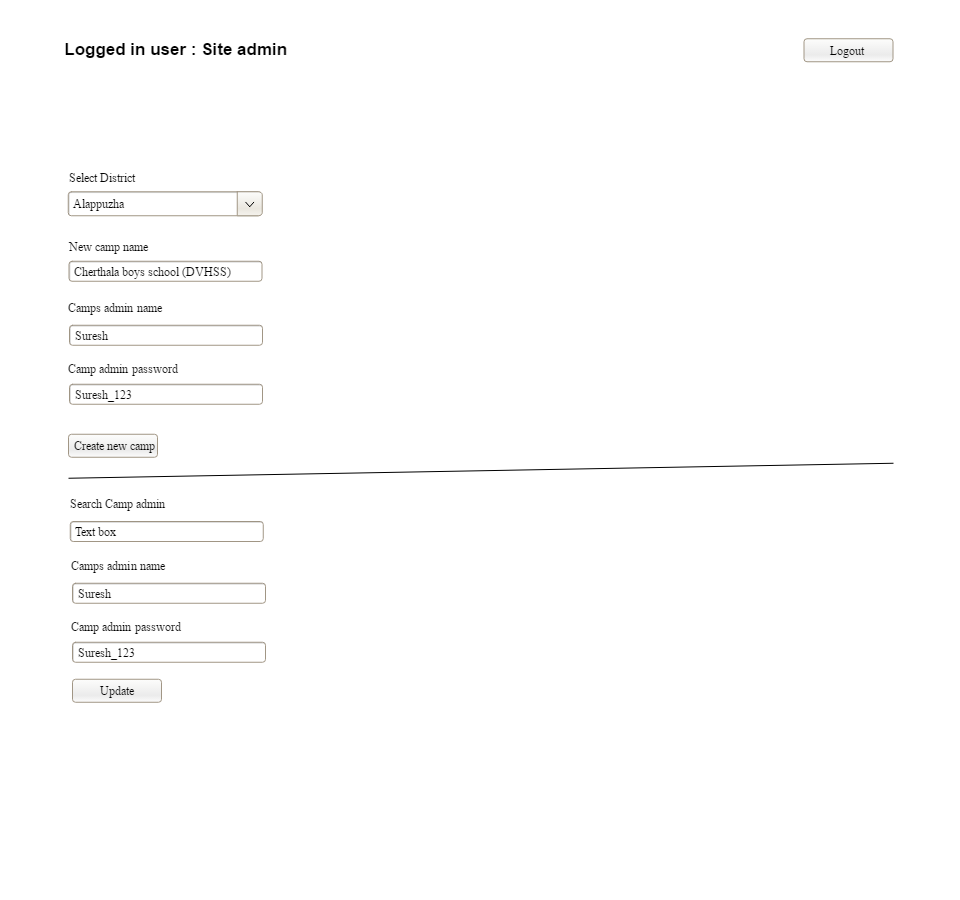 Logged in user : Site admin
Logout
Select District
Alappuzha
New camp name
Cherthala boys school (DVHSS)
Camps admin name
Suresh
Camp admin password
Suresh_123
Create new camp
Search Camp admin
Text box
Camps admin name
Suresh
Camp admin password
Suresh_123
Update